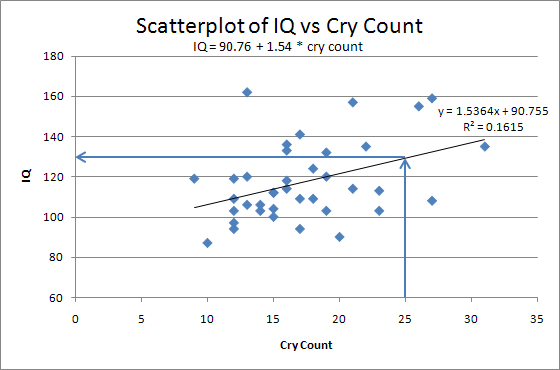 Scatterplot of IQ vs Cry Count
IQ = 90.76 + 1.54 * cry count
180
160
140
120
100
80
60
IQ
y = 1.5364x + 90.755
R² = 0.1615
0 5 10 15 20 25 30 35
Cry Count